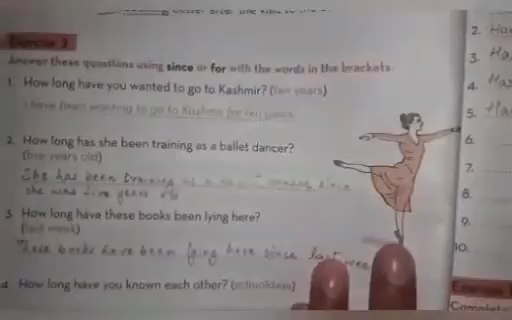 Exercise 3
Answer these questions using since or for with the words in the brackets.
1. How long have you wanted to go to Kashmir? (ten years)
I have been wanting to go to Kashmir for ten years.
2. How long has she been training as a ballet dancer?
(five years old)
She has been training as a since
she was five years old
3. How long have these books been lying here?
(last week)
These books have been lying here since last week
4. How long have you known each other? (schooldays)
2.
3. Ha
4. Has
5. Ha
6.
7.
8.
9.
10.
Exercise
Complete